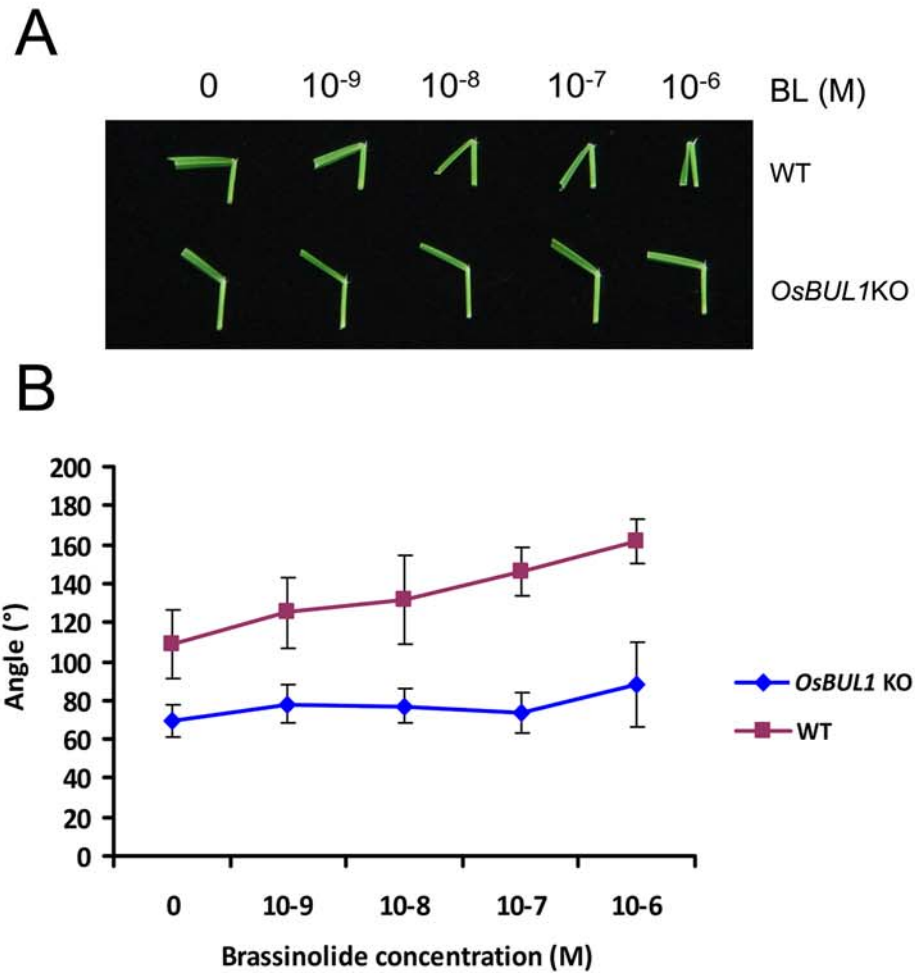 A
0 10-9 10-8 10-7 10-6 BL (M)
WT
OsBUL1KO
B
200
180
160
140
120
100
80
60
40
20
0
Angle (°)
0 10-9 10-8 10-7 10-6
Brassinolide concentration (M)
OsBUL1 KO
WT